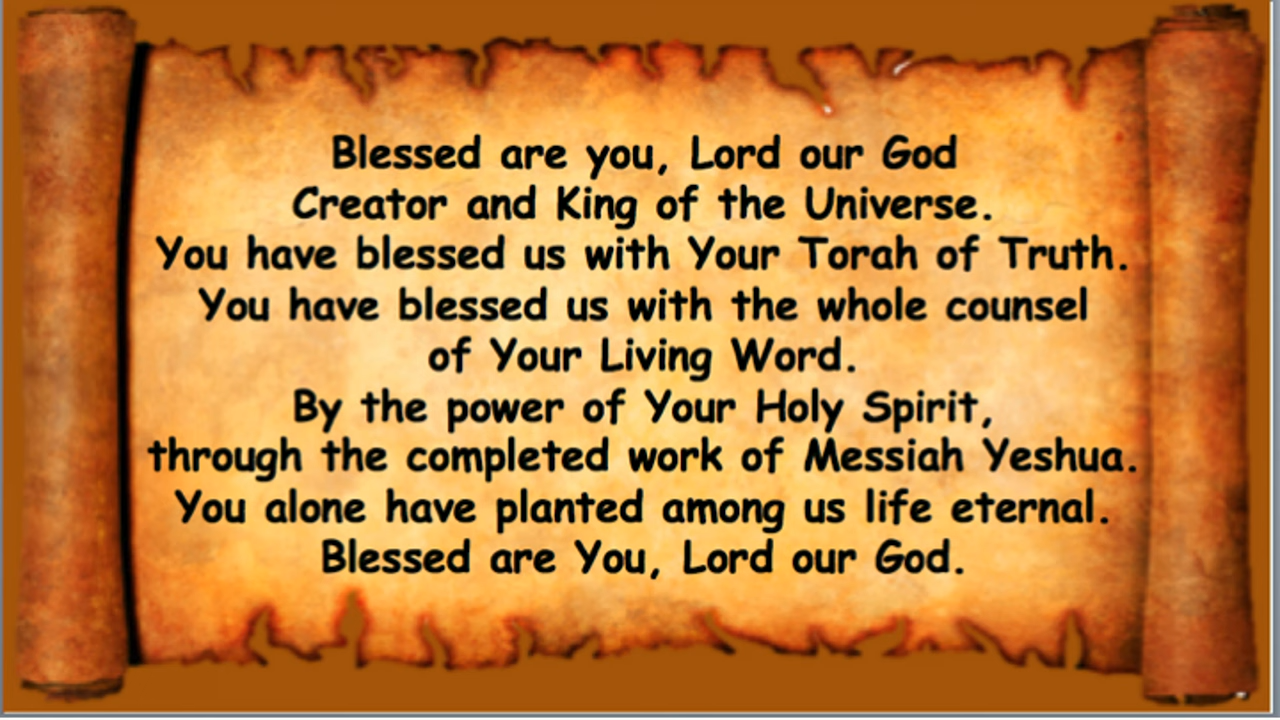 Blessed are you, Lord our God
Creator and King of the Universe.
You have blessed us with Your Torah of Truth.
You have blessed us with the whole counsel
of Your Living Word.
By the power of Your Holy Spirit,
through the completed work of Messiah Yeshua.
You alone have planted among us life eternal.
Blessed are You, Lord our God.